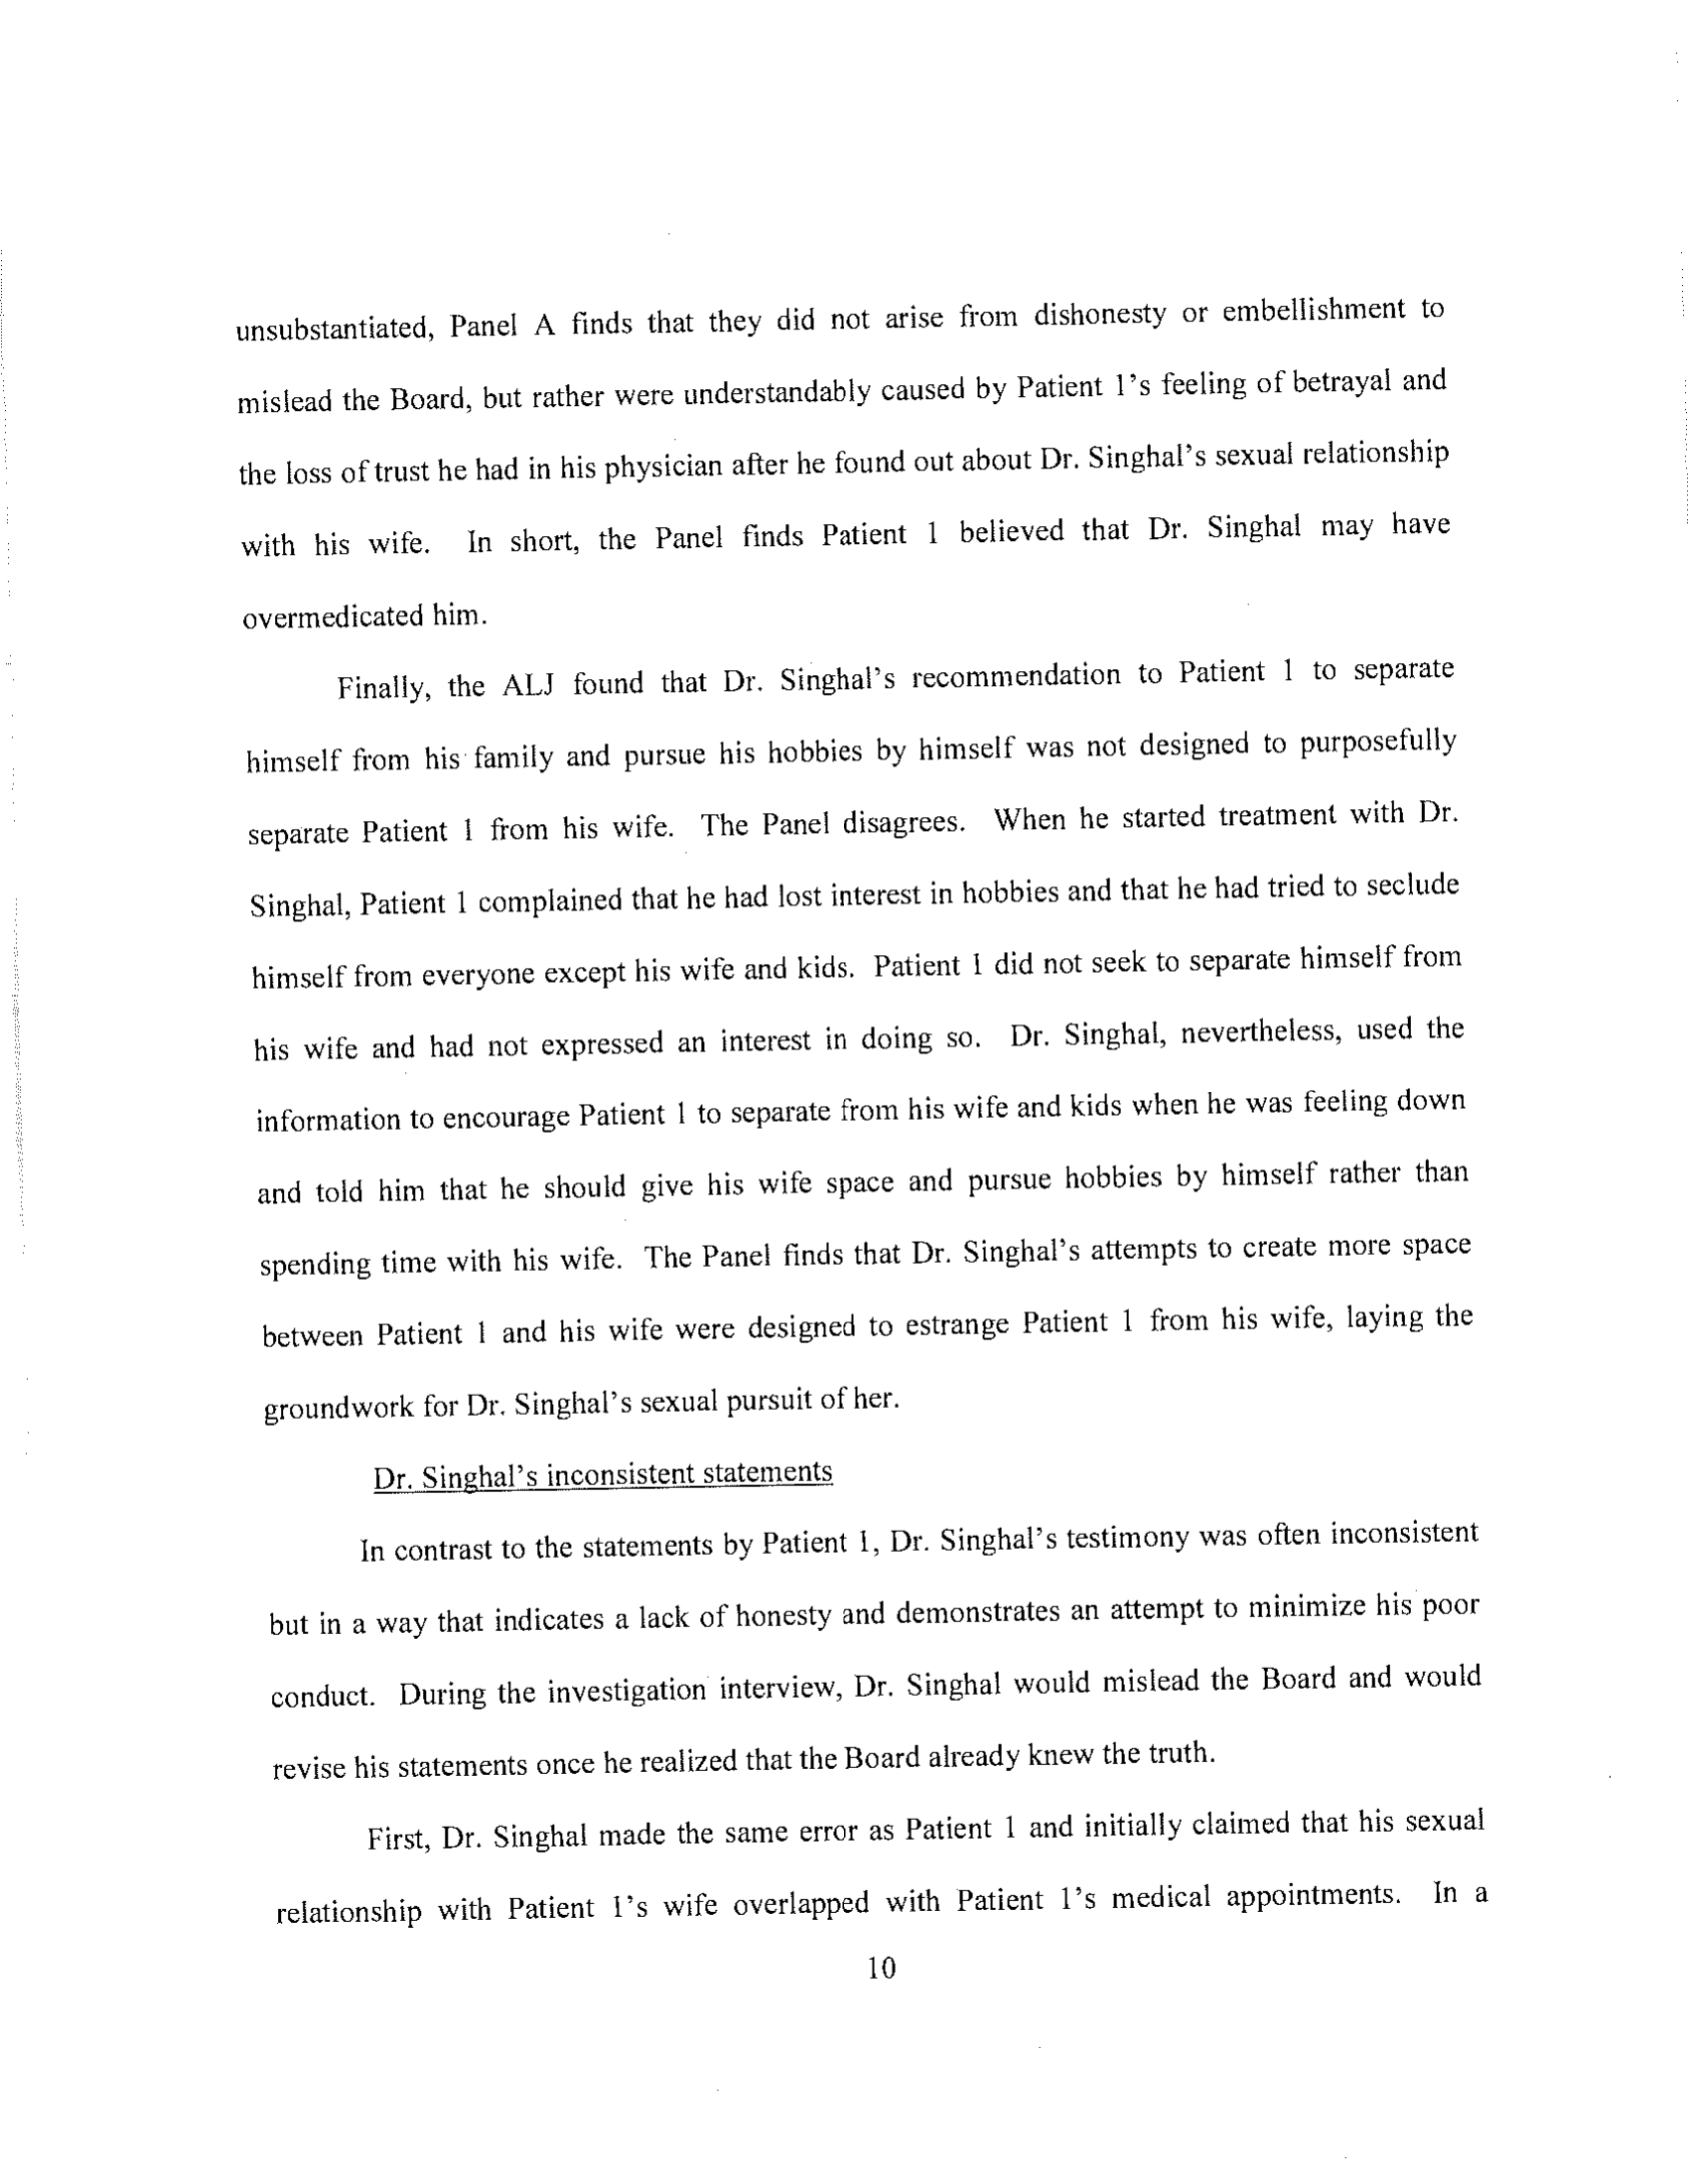 unsubstantiated, Panel A finds that they did not arise from dishonesty or embellishment to
mislead the Board, but rather were understandably caused by Patient 1's feeling of betrayal and
the loss of trust he had in his physician after he found out about Dr. Singhal's sexual relationship
with his wife. In short, the Panel finds Patient 1 believed that Dr. Singhal may have
overmedicated him.
Finally, the ALJ found that Dr. Singhal's recommendation to Patient 1 to separate
himself from his family and pursue his hobbies by himself was not designed to purposefully
separate Patient 1 from his wife. The Panel disagrees. When he started treatment with Dr.
Singhal, Patient 1 complained that he had lost interest in hobbies and that he had tried to seclude
himself from everyone except his wife and kids. Patient 1 did not seek to separate himself from
his wife and had not expressed an interest in doing so. Dr. Singhal, nevertheless, used the
information to encourage Patient 1 to separate from his wife and kids when he was feeling down
and told him that he should give his wife space and pursue hobbies by himself rather than
spending time with his wife. The Panel finds that Dr. Singhal's attempts to create more space
between Patient 1 and his wife were designed to estrange Patient 1 from his wife, laying the
groundwork for Dr. Singhal's sexual pursuit of her.
Dr. Singhal's inconsistent statements
In contrast to the statements by Patient 1, Dr. Singhal's testimony was often inconsistent
but in a way that indicates a lack of honesty and demonstrates an attempt to minimize his poor
conduct. During the investigation interview, Dr. Singhal would mislead the Board and would
revise his statements once he realized that the Board already knew the truth.
First, Dr. Singhal made the same error as Patient 1 and initially claimed that his sexual
relationship with Patient 1's wife overlapped with Patient 1's medical appointments. In a
10